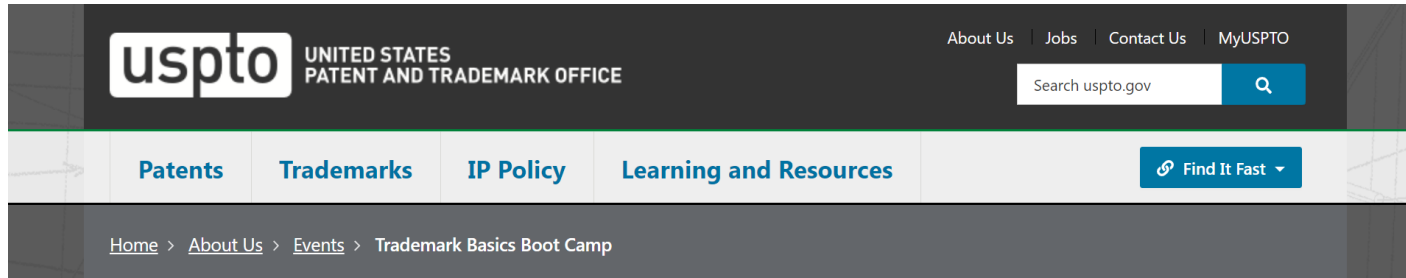 About Us Jobs Contact Us MyUSPTO
uspto UNITED STATES
PATENT AND TRADEMARK OFFICE
Search uspto.gov
Patents Trademarks IP Policy Learning and Resources Find It Fast
Home > About Us > Events > Trademark Basics Boot Camp